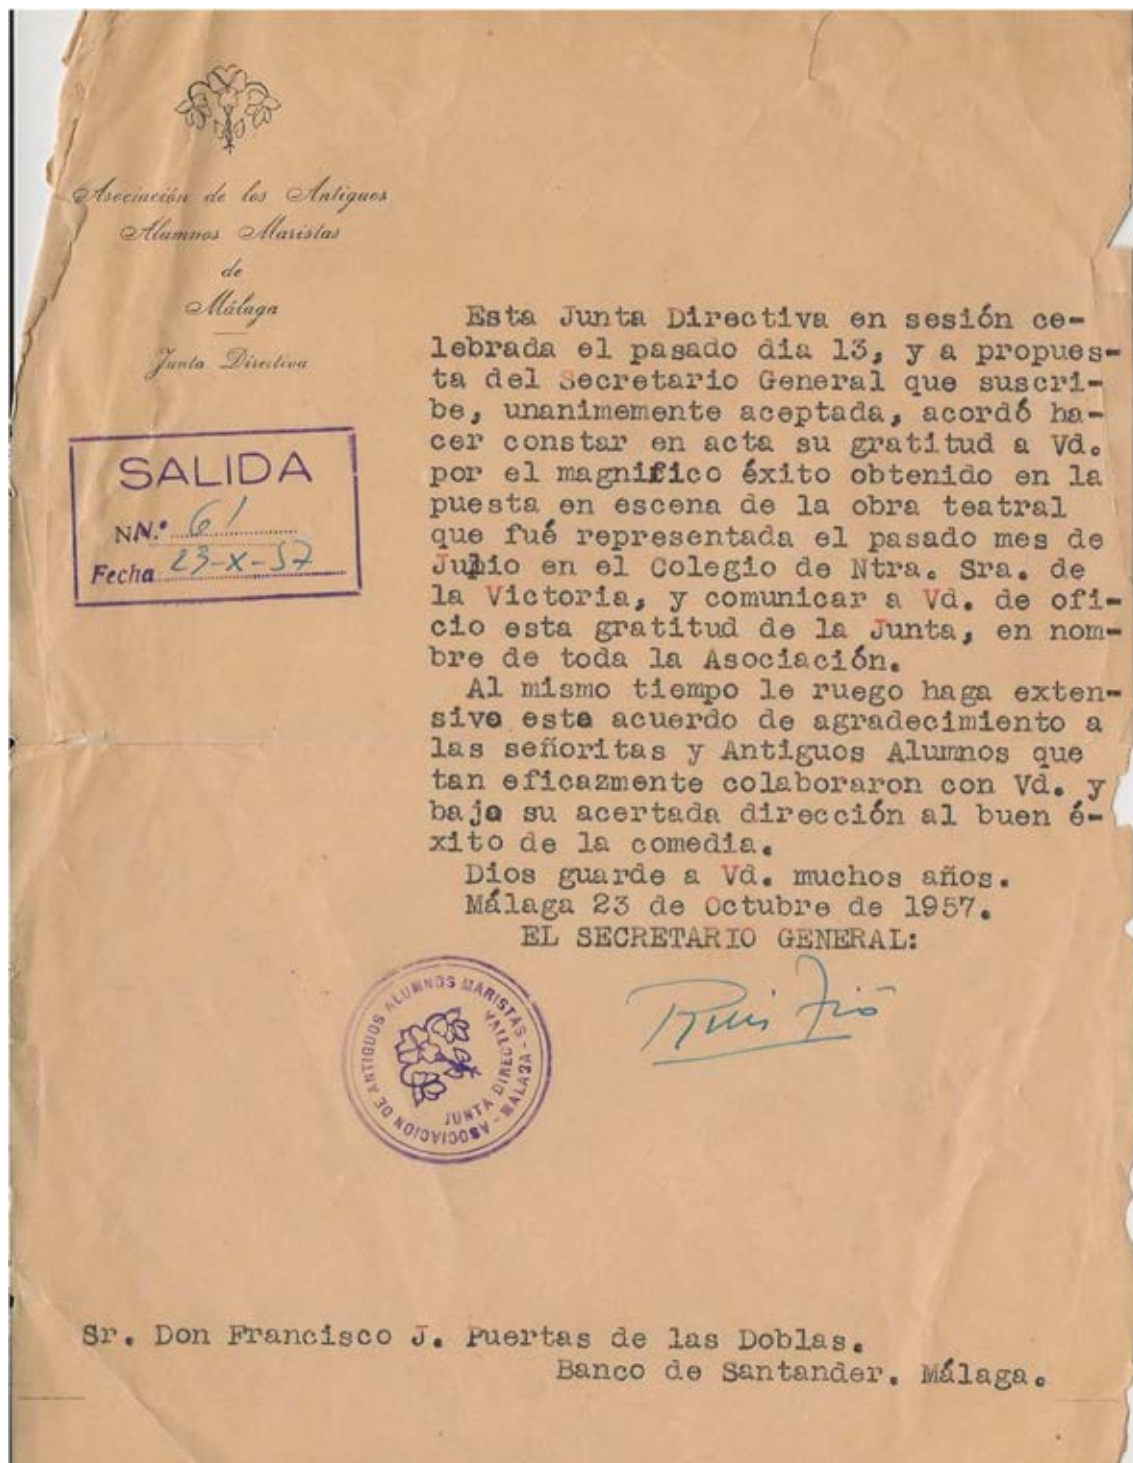 Asociación de los Antiguos
Alumnos Maristas
de
Málaga
Junta Directiva
SALIDA
NN.º 61
Fecha 23-X-57
Esta Junta Directiva en sesión ce-
lebrada el pasado dia 13, y a propues-
ta del Secretario General que suscri-
be, unanimemente aceptada, acordó ha-
cer constar en acta su gratitud a Vd.
por el magnifico éxito obtenido en la
puesta en escena de la obra teatral
que fué representada el pasado mes de
en el Colegio de Ntra. Sra. de
la Victoria, y comunicar a Vd. de ofi-
cio esta gratitud de la Junta, en nom-
bre de toda la Asociación.
Al mismo tiempo le ruego haga exten-
sivo este acuerdo de agradecimiento a
las señoritas y Antiguos Alumnos que
tan eficazmente colaboraron con Vd. y
bajo su acertada dirección al buen é-
xito de la comedia.
Dios guarde a Vd. muchos años.
Málaga 23 de Octubre de 1957.
EL SECRETARIO GENERAL:
ASOCIACION DE ANTIGUOS ALUMNOS MARISTAS - MALAGA -
JUNTA DIRECTIVA
Sr. Don Francisco J. Puertas de las Doblas.
Banco de Santander. Málaga.